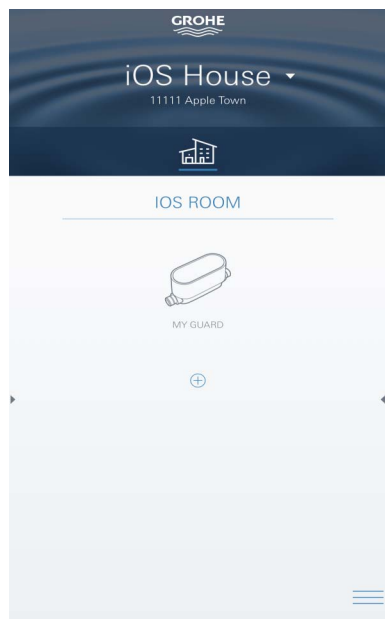 GROHE
iOS House
11111 Apple Town
IOS ROOM
MY GUARD